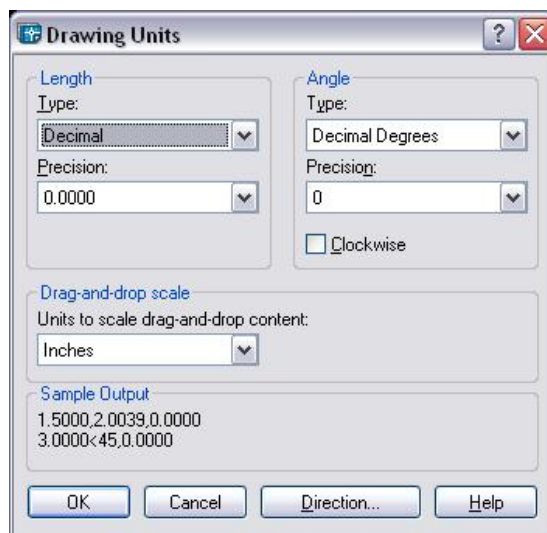 Drawing Units
Length
Type:
Decimal
Precision:
0.0000
Angle
Type:
Decimal Degrees
Precision:
0
Clockwise
Drag-and-drop scale
Units to scale drag-and-drop content:
Inches
Sample Output
1.5000,2.0039,0.0000
3.0000<45,0.0000
OK
Cancel
Direction...
Help